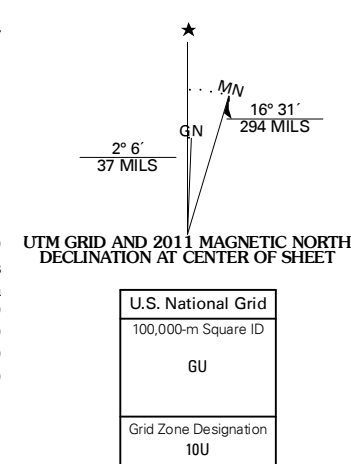 ★
MN
GN
16° 31´
294 MILS
2° 6´
37 MILS
UTM GRID AND 2011 MAGNETIC NORTH
DECLINATION AT CENTER OF SHEET
U.S. National Grid
100,000-m Square ID
GU
Grid Zone Designation
10U